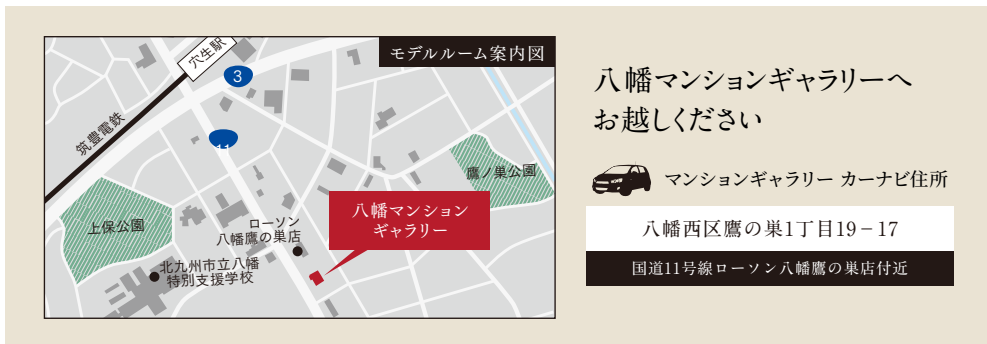 モデルルーム案内図
穴生駅
3
筑豊電鉄
11
鷹ノ巣公園
上保公園
ローソン
八幡鷹の巣店
八幡マンション
ギャラリー
北九州市立八幡
特別支援学校
八幡マンションギャラリーへ
お越しください
マンションギャラリー カーナビ住所
八幡西区鷹の巣1丁目19−17
国道11号線ローソン八幡鷹の巣店付近